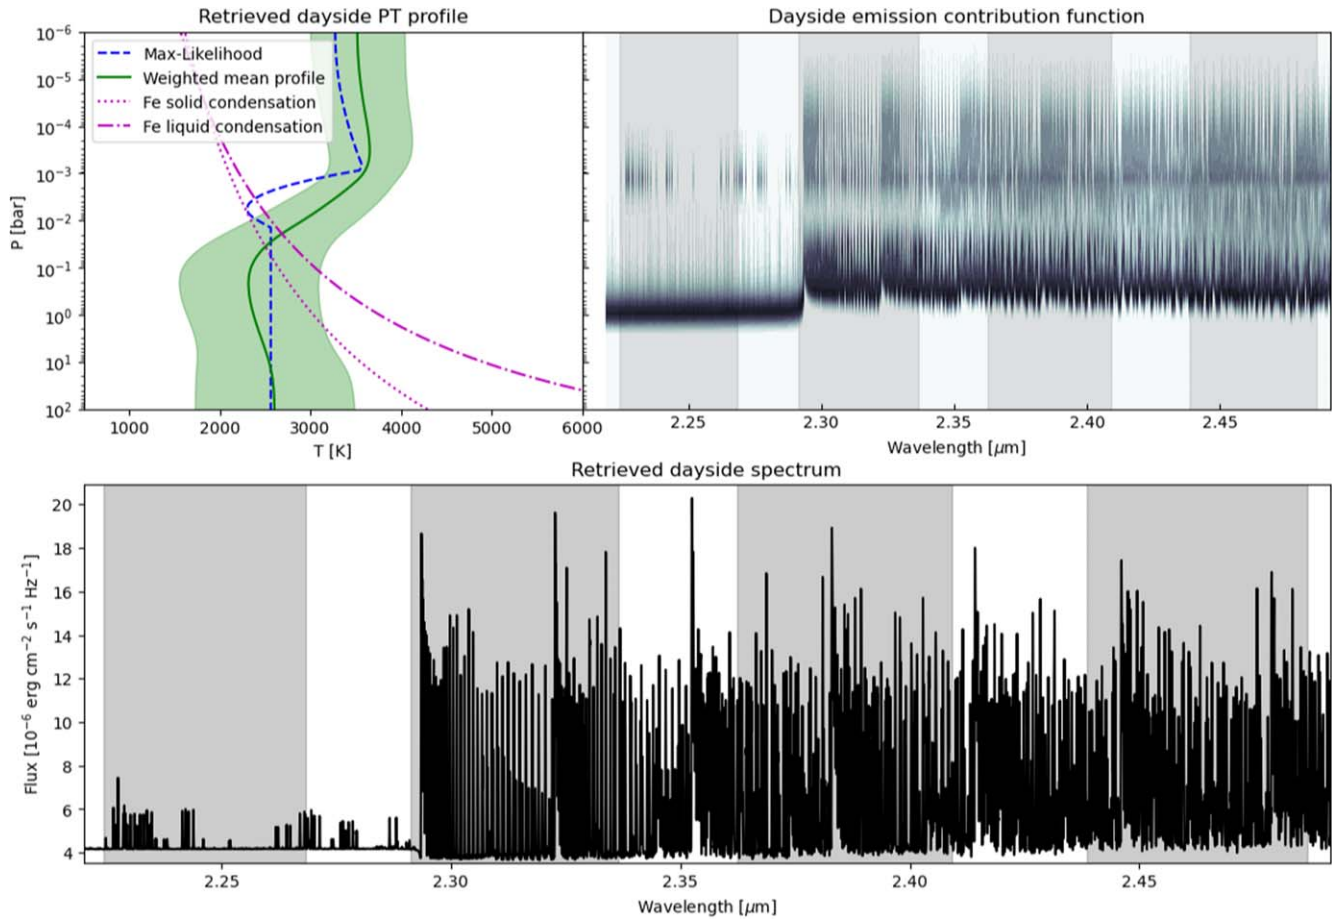 Retrieved dayside PT profile
Dayside emission contribution function
10⁻⁶
10⁻⁵
10⁻⁴
10⁻³
10⁻²
10⁻¹
10⁰
10¹
10²
P [bar]
Max-Likelihood
Weighted mean profile
Fe solid condensation
Fe liquid condensation
1000 2000 3000 4000 5000 6000
T [K]
2.25 2.30 2.35 2.40 2.45
Wavelength [μm]
Retrieved dayside spectrum
20
18
16
14
12
10
8
6
4
Flux [10⁻⁶ erg cm⁻² s⁻¹ Hz⁻¹]
2.25 2.30 2.35 2.40 2.45
Wavelength [μm]